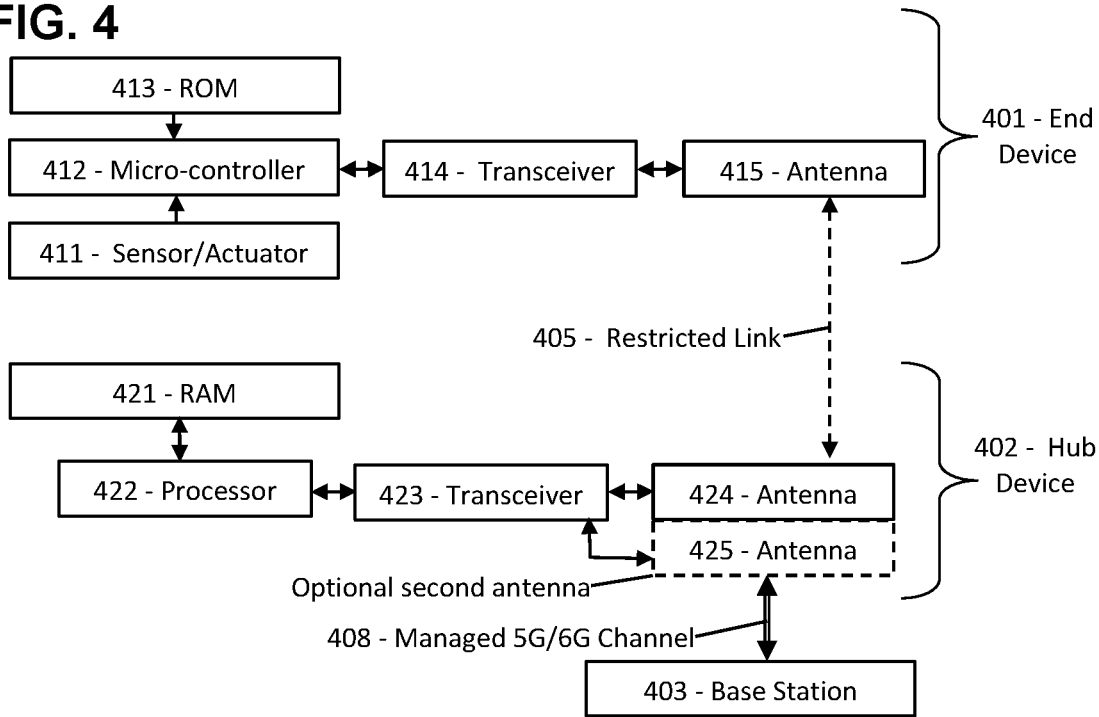 FIG. 4
413 - ROM
412 - Micro-controller
414 - Transceiver
415 - Antenna
401 - End
Device
411 - Sensor/Actuator
405 - Restricted Link
421 - RAM
422 - Processor
423 - Transceiver
424 - Antenna
402 - Hub
Device
425 - Antenna
Optional second antenna
408 - Managed 5G/6G Channel
403 - Base Station